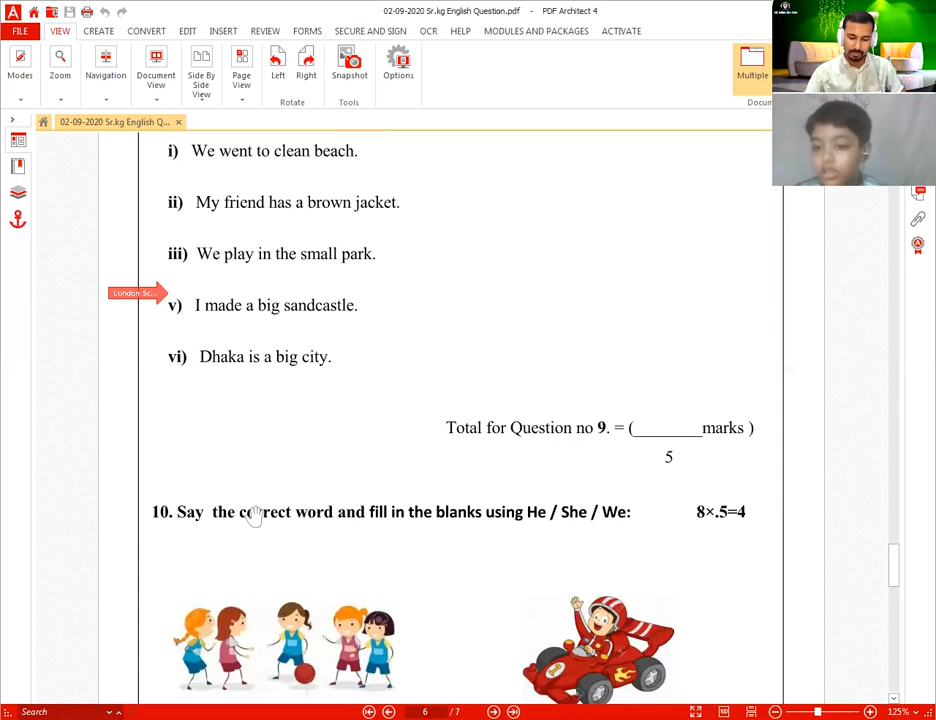 02-09-2020 Sr.kg English Question.pdf - PDF Architect 4
FILE VIEW CREATE CONVERT EDIT INSERT REVIEW FORMS SECURE AND SIGN OCR HELP MODULES AND PACKAGES ACTIVATE
Modes Zoom Navigation Document View Side By Side View Page View Left Right Snapshot Options Multiple
Rotate Tools Docum
02-09-2020 Sr.kg English Q...
i) We went to clean beach.
ii) My friend has a brown jacket.
iii) We play in the small park.
London Sc...
v) I made a big sandcastle.
vi) Dhaka is a big city.
Total for Question no 9. = (________marks )
5
10. Say the correct word and fill in the blanks using He / She / We: 8×.5=4
1
Search 6 / 7 125%